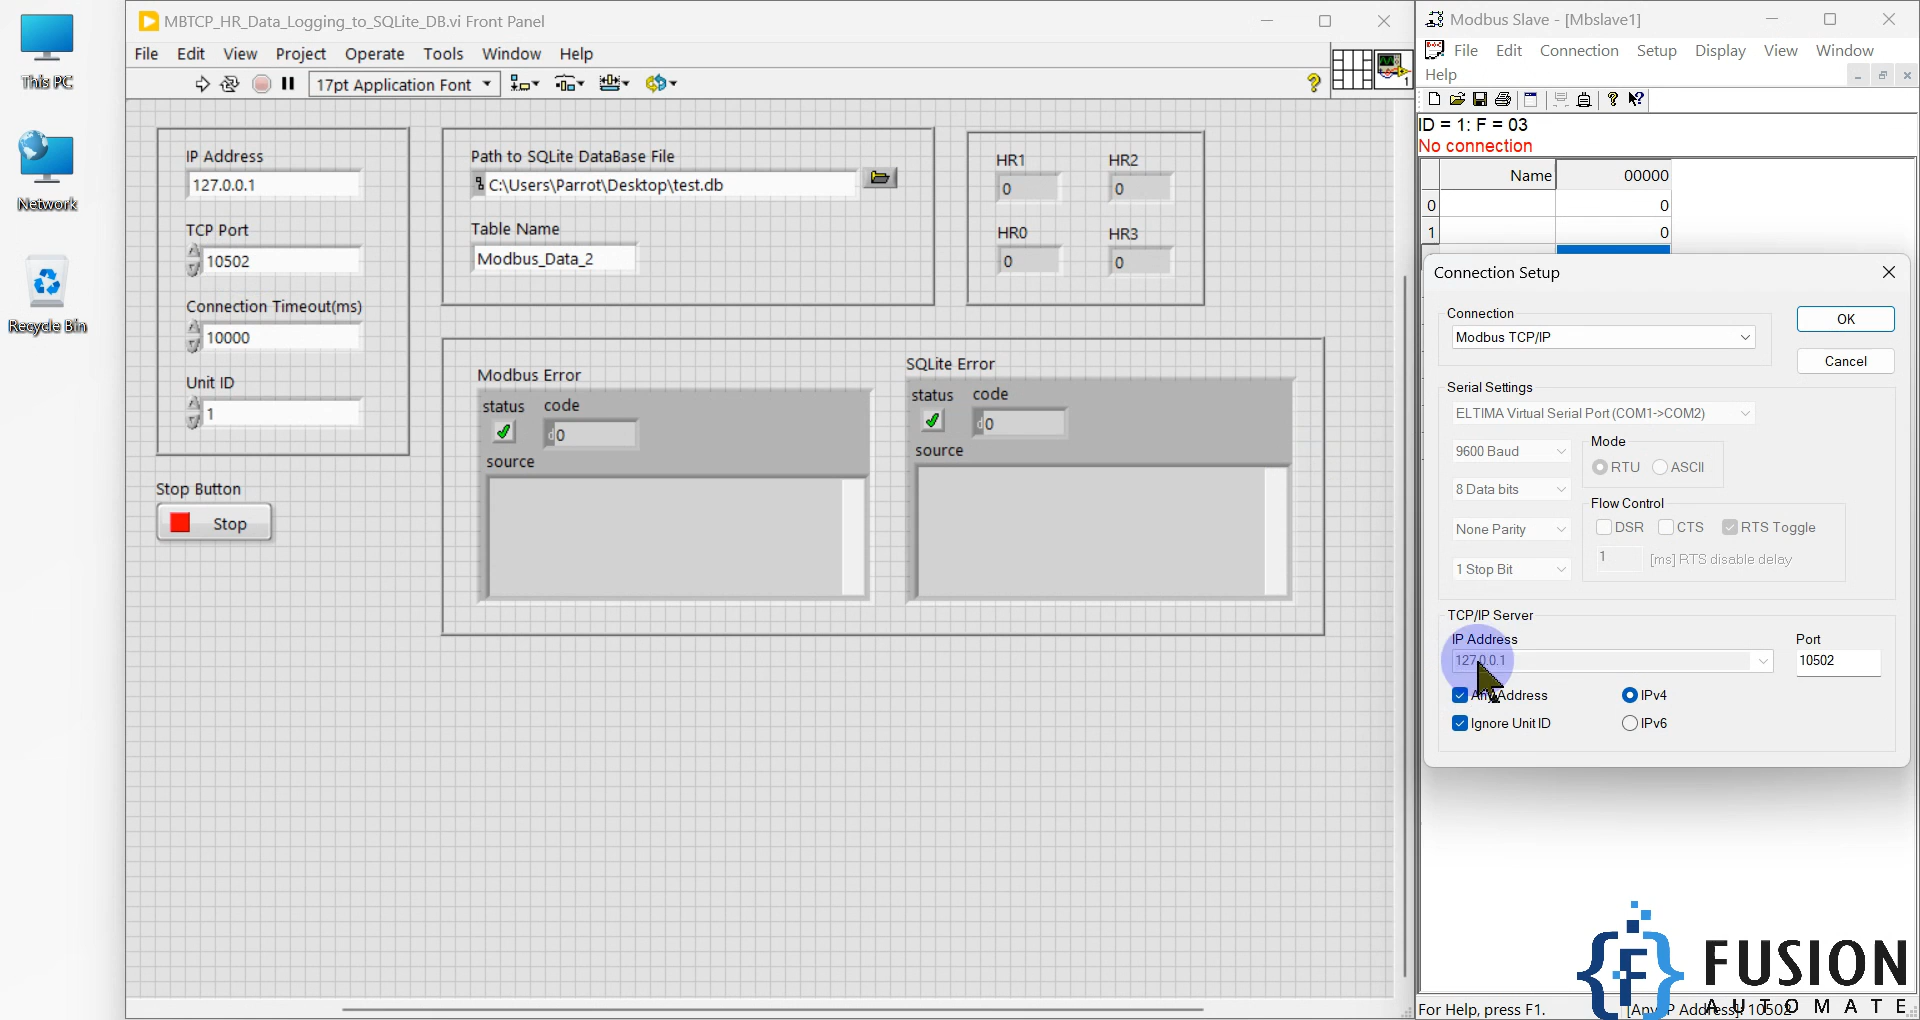 This PC
Network
Recycle Bin
MBTCP_HR_Data_Logging_to_SQLite_DB.vi Front Panel
File Edit View Project Operate Tools Window Help
17pt Application Font
IP Address
127.0.0.1
TCP Port
10502
Connection Timeout(ms)
10000
Unit ID
1
Stop Button
Stop
Path to SQLite DataBase File
C:\Users\Parrot\Desktop\test.db
Table Name
Modbus_Data_2
HR1 HR2
0 0
HR0 HR3
0 0
Modbus Error
status code
d0
source
SQLite Error
status code
d0
source
Modbus Slave - [Mbslave1]
File Edit Connection Setup Display View Window
Help
ID = 1: F = 03
No connection
Name 00000
0 0
1 0
Connection Setup
Connection
Modbus TCP/IP
OK
Cancel
Serial Settings
ELTIMA Virtual Serial Port (COM1->COM2)
9600 Baud
Mode
RTU ASCII
8 Data bits
Flow Control
DSR CTS RTS Toggle
None Parity
1 [ms] RTS disable delay
1 Stop Bit
TCP/IP Server
IP Address Port
127.0.0.1 10502
Any Address IPv4
Ignore Unit ID IPv6
FUSION
AUTOMATE
For Help, press F1.
[Any IP Address]: 10502